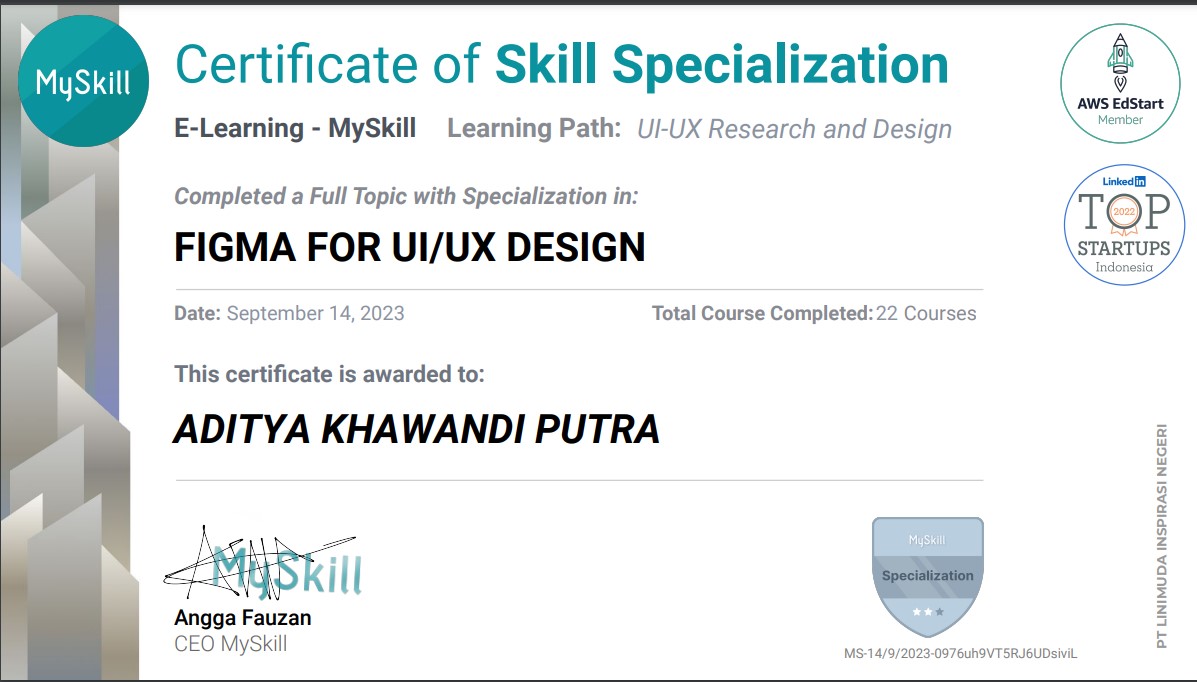 MySkill
Certificate of Skill Specialization
E-Learning - MySkill Learning Path: UI-UX Research and Design
Completed a Full Topic with Specialization in:
FIGMA FOR UI/UX DESIGN
Date: September 14, 2023 Total Course Completed: 22 Courses
This certificate is awarded to:
ADITYA KHAWANDI PUTRA
MySkill
Angga Fauzan
CEO MySkill
MySkill
Specialization
MS-14/9/2023-0976uh9VT5RJ6UDsiviL
AWS EdStart
Member
Linked in
TOP
2022
STARTUPS
Indonesia
PT LINIMUDA INSPIRASI NEGERI